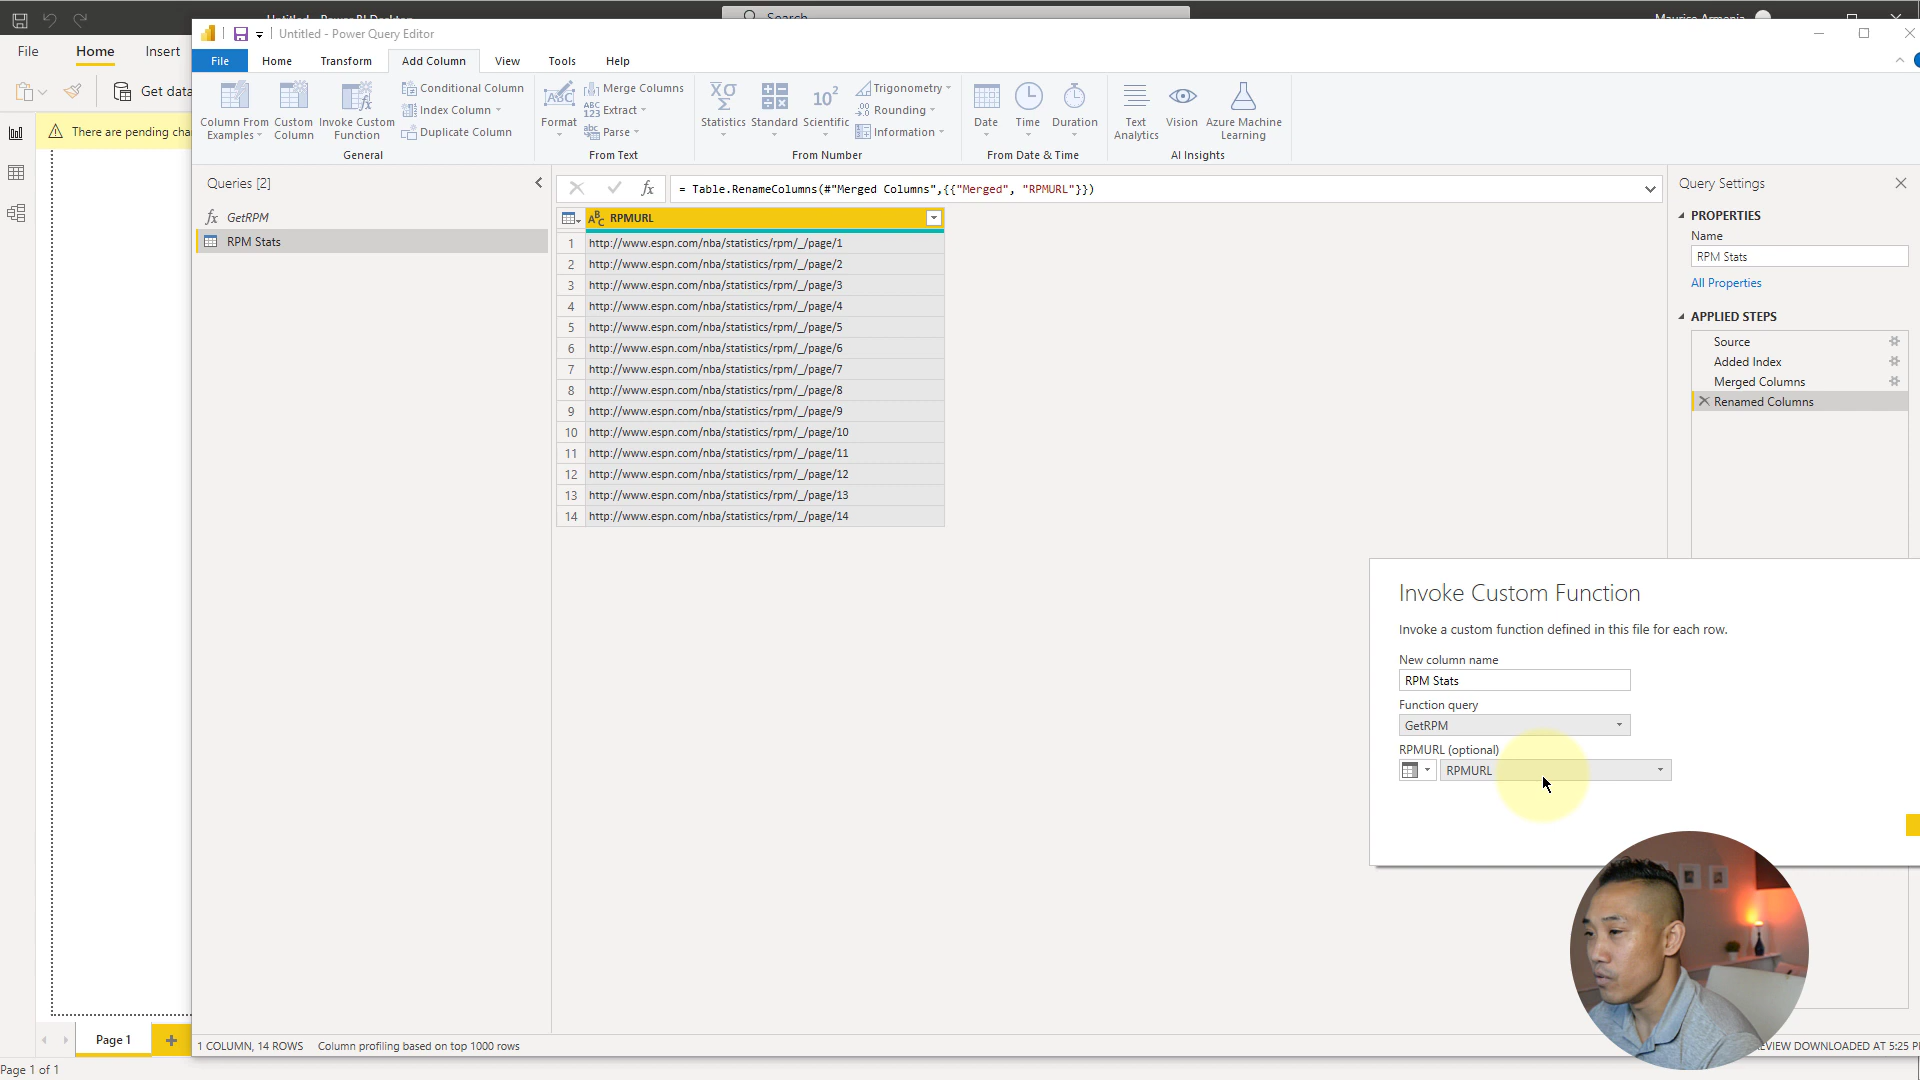 Search
Untitled - Power BI Desktop
Maurice Armenia
File
Home
Insert
Get data
There are pending cha
Untitled - Power Query Editor
File
Home
Transform
Add Column
View
Tools
Help
Column From
Examples
Custom
Column
Invoke Custom
Function
Conditional Column
Index Column
Duplicate Column
General
Format
Merge Columns
Extract
Parse
From Text
Statistics
Standard
Scientific
Trigonometry
Rounding
Information
From Number
Date
Time
Duration
From Date & Time
Text
Analytics
Vision
Azure Machine
Learning
AI Insights
Queries [2]
GetRPM
RPM Stats
= Table.RenameColumns(#"Merged Columns",{{"Merged", "RPMURL"}})
RPMURL
1 http://www.espn.com/nba/statistics/rpm/_/page/1
2 http://www.espn.com/nba/statistics/rpm/_/page/2
3 http://www.espn.com/nba/statistics/rpm/_/page/3
4 http://www.espn.com/nba/statistics/rpm/_/page/4
5 http://www.espn.com/nba/statistics/rpm/_/page/5
6 http://www.espn.com/nba/statistics/rpm/_/page/6
7 http://www.espn.com/nba/statistics/rpm/_/page/7
8 http://www.espn.com/nba/statistics/rpm/_/page/8
9 http://www.espn.com/nba/statistics/rpm/_/page/9
10 http://www.espn.com/nba/statistics/rpm/_/page/10
11 http://www.espn.com/nba/statistics/rpm/_/page/11
12 http://www.espn.com/nba/statistics/rpm/_/page/12
13 http://www.espn.com/nba/statistics/rpm/_/page/13
14 http://www.espn.com/nba/statistics/rpm/_/page/14
Query Settings
PROPERTIES
Name
RPM Stats
All Properties
APPLIED STEPS
Source
Added Index
Merged Columns
Renamed Columns
Invoke Custom Function
Invoke a custom function defined in this file for each row.
New column name
RPM Stats
Function query
GetRPM
RPMURL (optional)
RPMURL
Page 1
1 COLUMN, 14 ROWS
Column profiling based on top 1000 rows
EVIEW DOWNLOADED AT 5:25 P
Page 1 of 1